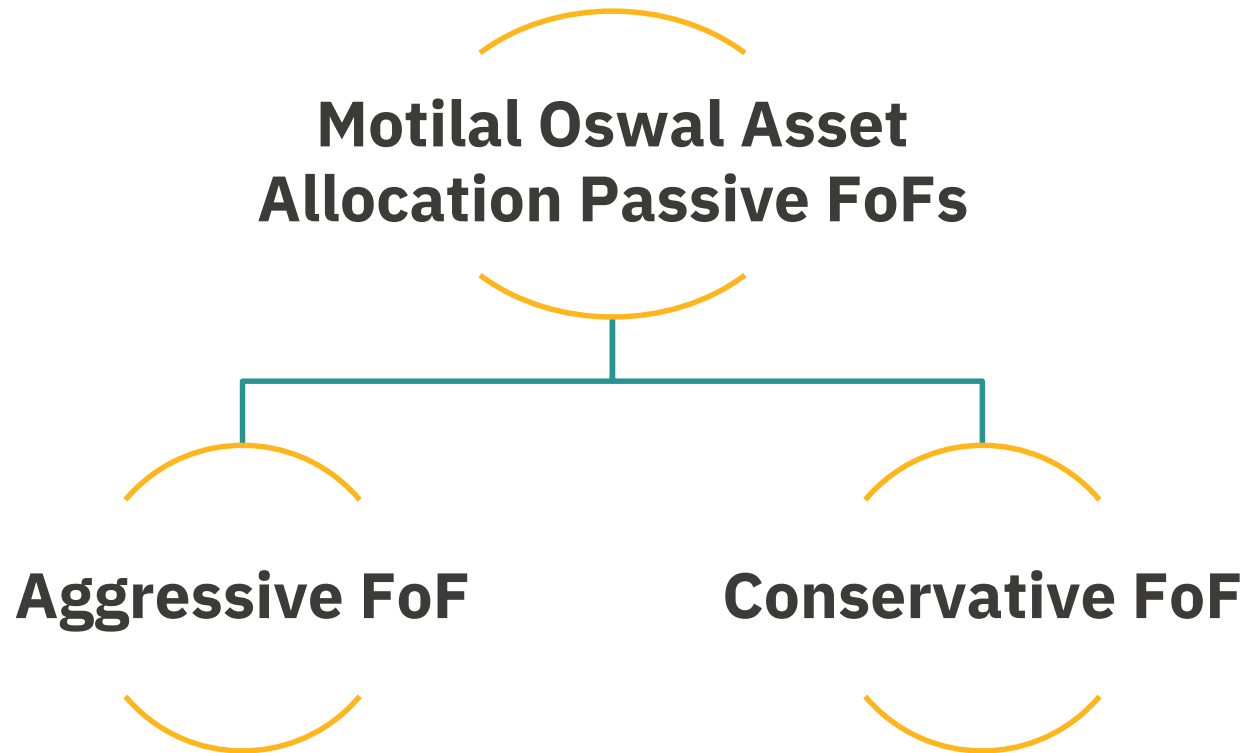 Motilal Oswal Asset
Allocation Passive FoFs
Aggressive FoF
Conservative FoF